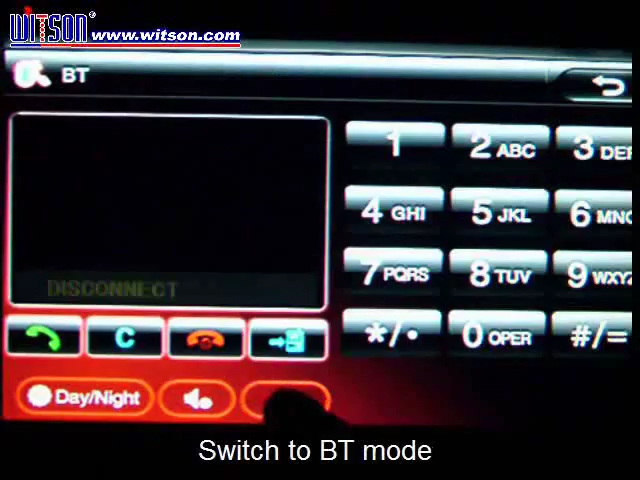 WiTSON® www.witson.com
BT
1 2 ABC 3 DEF
4 GHI 5 JKL 6 MNO
DISCONNECT
7 PQRS 8 TUV 9 WXYZ
C
*/· 0 OPER #/=
Day/Night
Switch to BT mode